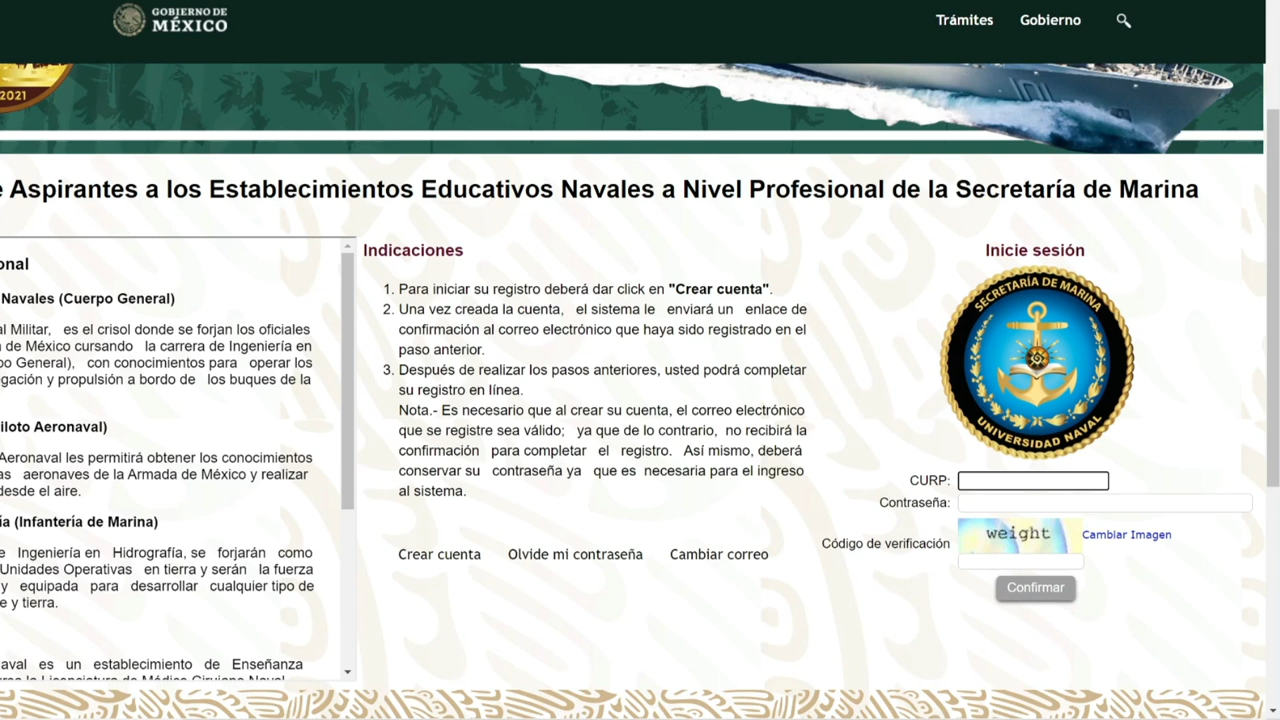 GOBIERNO DE
MÉXICO
Trámites
Gobierno
2021
101
e Aspirantes a los Establecimientos Educativos Navales a Nivel Profesional de la Secretaría de Marina
onal
Navales (Cuerpo General)
al Militar, es el crisol donde se forjan los oficiales
a de México cursando la carrera de Ingeniería en
po General), con conocimientos para operar los
egación y propulsión a bordo de los buques de la
iloto Aeronaval)
Aeronaval les permitirá obtener los conocimientos
as aeronaves de la Armada de México y realizar
desde el aire.
ía (Infantería de Marina)
e Ingeniería en Hidrografía, se forjarán como
Unidades Operativas en tierra y serán la fuerza
y equipada para desarrollar cualquier tipo de
e y tierra.
aval es un establecimiento de Enseñanza
Indicaciones
1. Para iniciar su registro deberá dar click en "Crear cuenta".
2. Una vez creada la cuenta, el sistema le enviará un enlace de
confirmación al correo electrónico que haya sido registrado en el
paso anterior.
3. Después de realizar los pasos anteriores, usted podrá completar
su registro en línea.
Nota.- Es necesario que al crear su cuenta, el correo electrónico
que se registre sea válido; ya que de lo contrario, no recibirá la
confirmación para completar el registro. Así mismo, deberá
conservar su contraseña ya que es necesaria para el ingreso
al sistema.
Crear cuenta
Olvide mi contraseña
Cambiar correo
Inicie sesión
SECRETARÍA DE MARINA
UNIVERSIDAD NAVAL
CURP:
Contraseña:
Código de verificación
weight
Cambiar Imagen
Confirmar